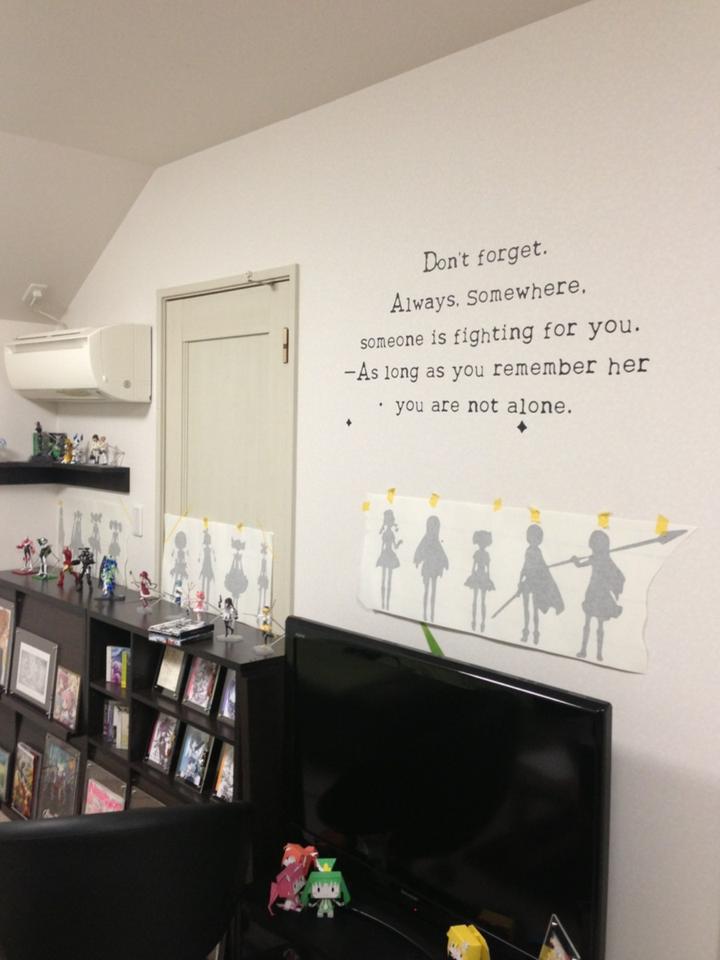 Don't forget.
Always, Somewhere,
someone is fighting for you.
—As long as you remember her
you are not alone.